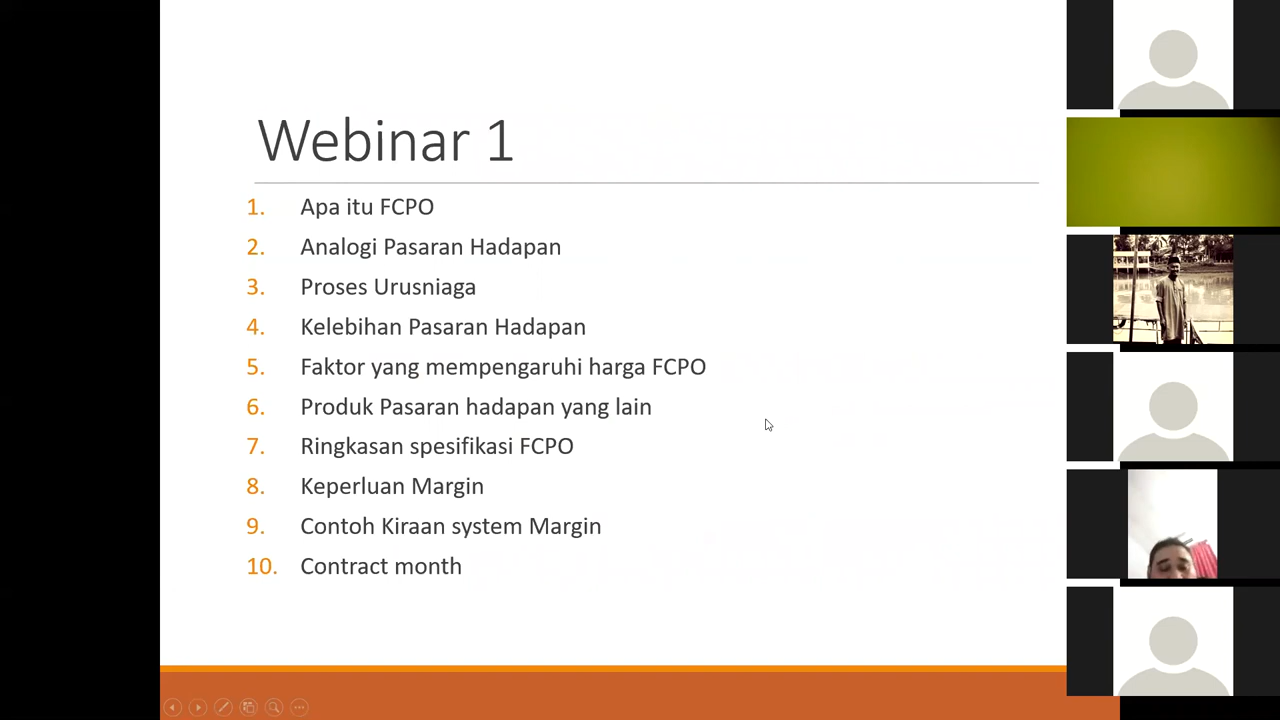 Webinar 1
1. Apa itu FCPO
2. Analogi Pasaran Hadapan
3. Proses Urusniaga
4. Kelebihan Pasaran Hadapan
5. Faktor yang mempengaruhi harga FCPO
6. Produk Pasaran hadapan yang lain
7. Ringkasan spesifikasi FCPO
8. Keperluan Margin
9. Contoh Kiraan system Margin
10. Contract month